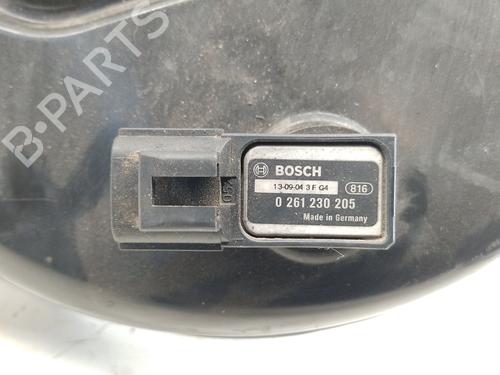 B-PARTS
BOSCH
13-09-04 3 F G4
816
0 261 230 205
Made in Germany